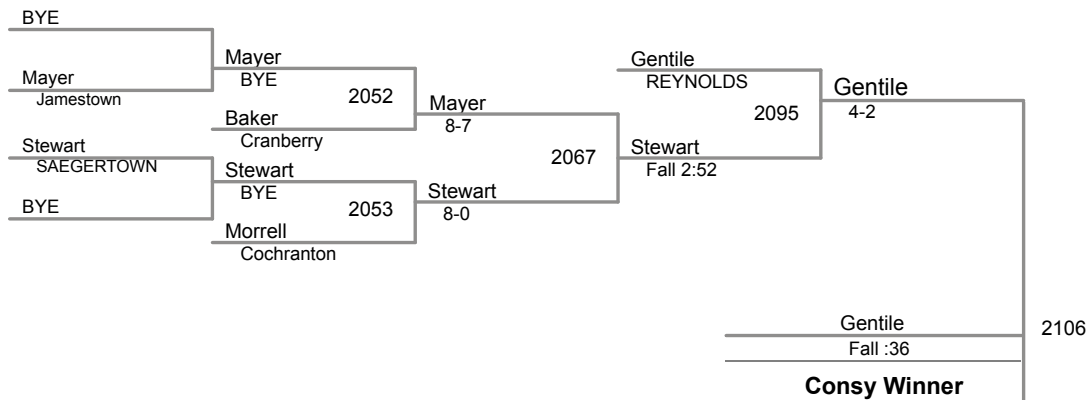 BYE
Mayer
Jamestown
Stewart
SAEGERTOWN
BYE
Mayer
BYE
2052
Baker
Cranberry
Stewart
BYE
2053
Morrell
Cochranton
Mayer
8-7
2067
Stewart
8-0
Gentile
REYNOLDS
2095
Stewart
Fall 2:52
Gentile
4-2
2106
Gentile
Fall :36
Consy Winner